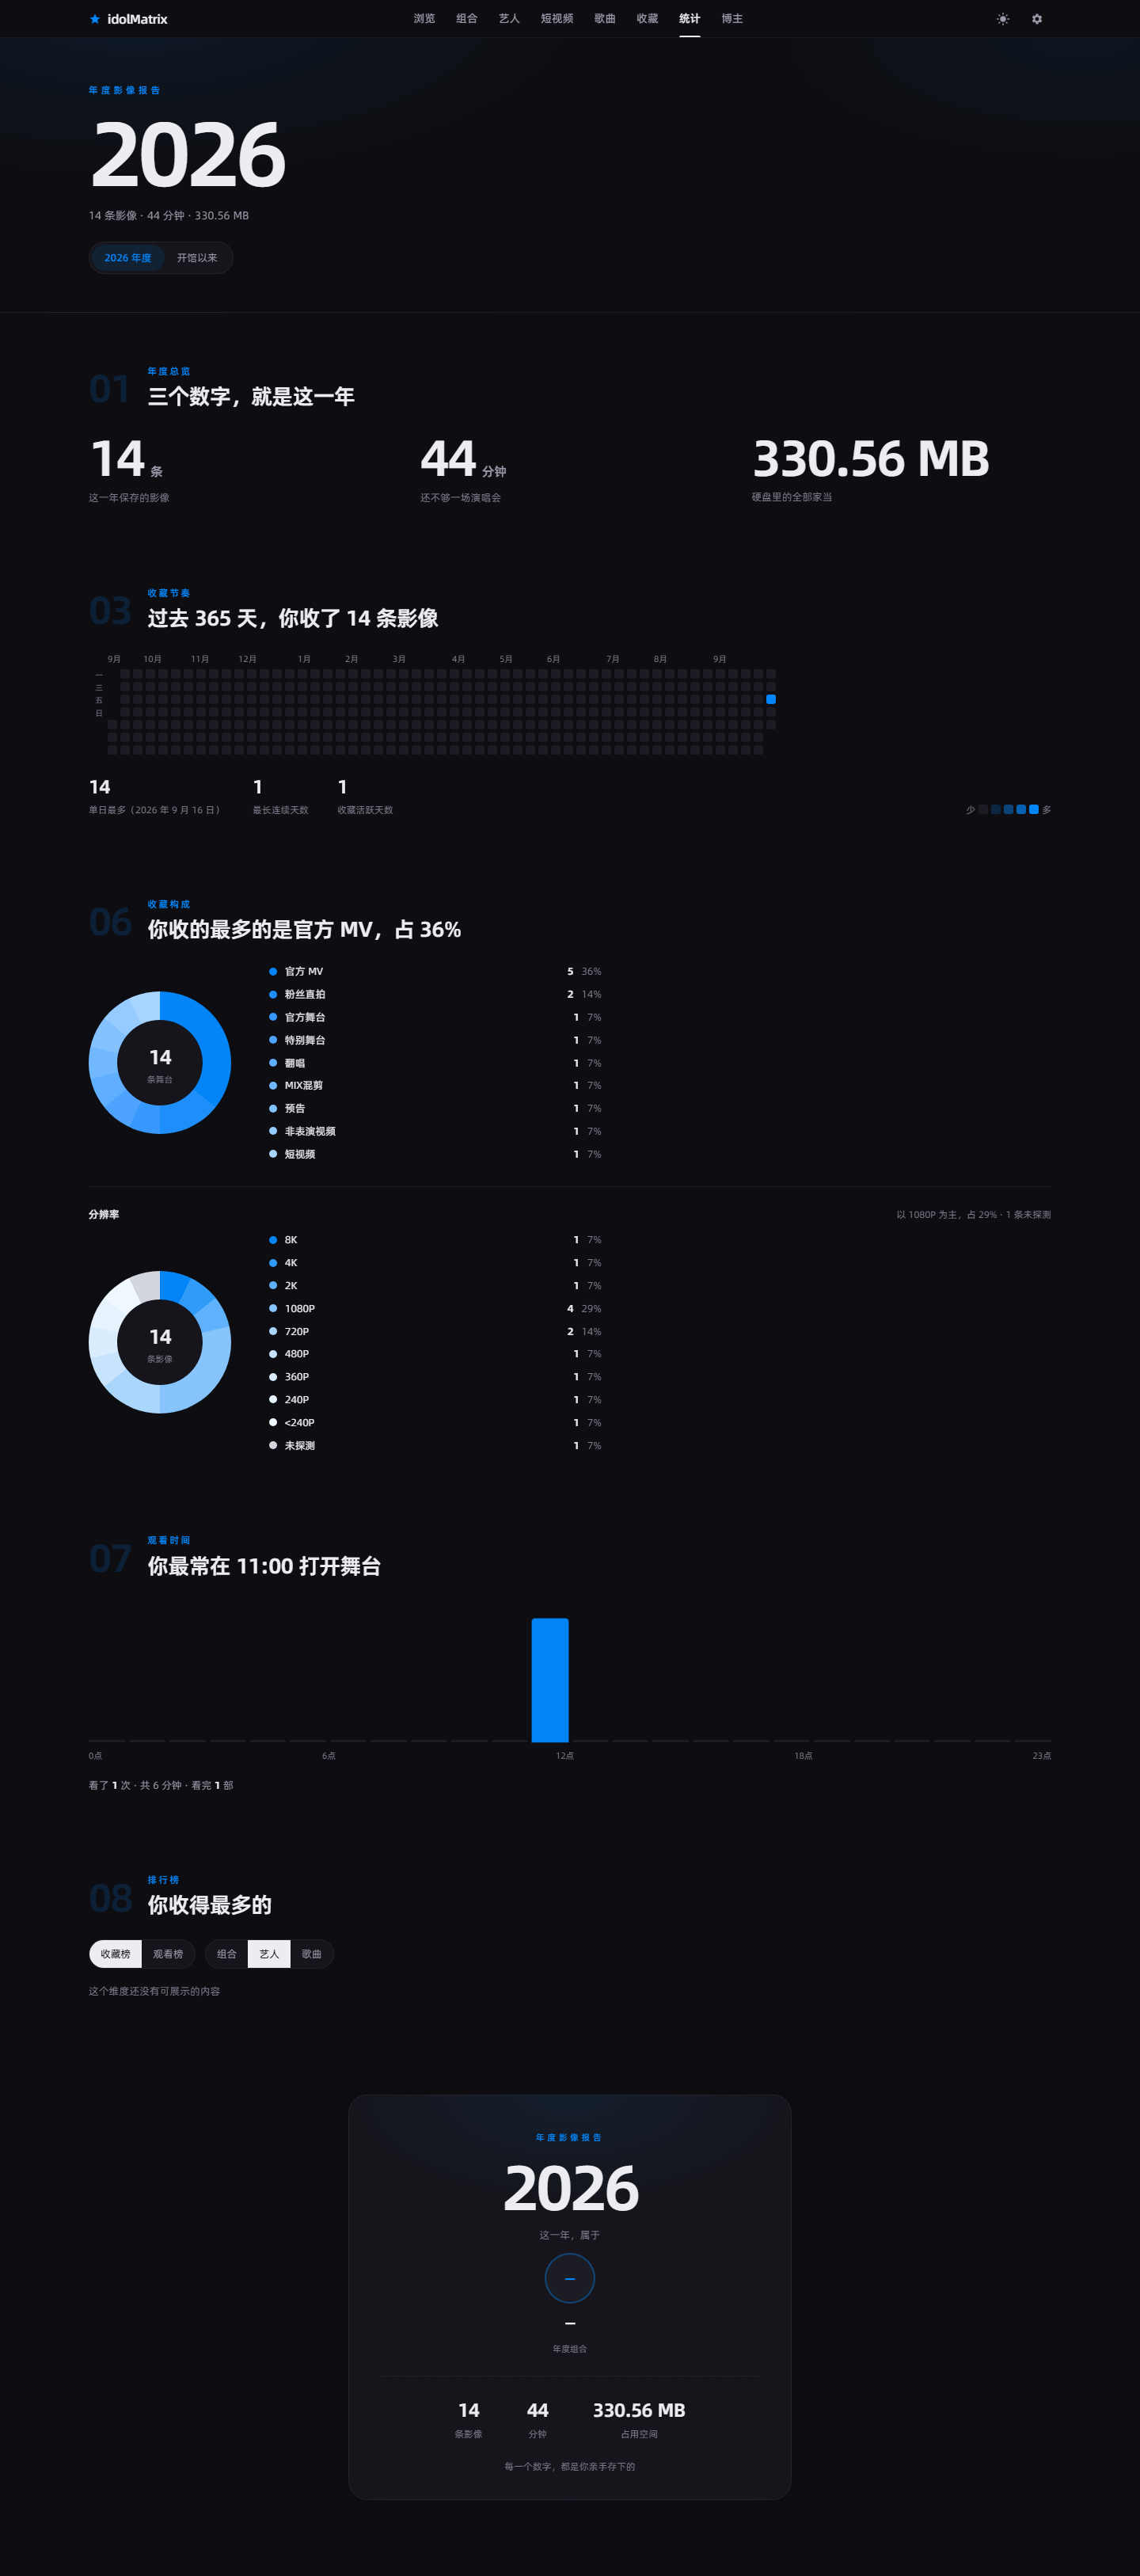 idolMatrix
浏览 组合 艺人 短视频 歌曲 收藏 统计 博主
年度影像报告
2026
14 条影像 · 44 分钟 · 330.56 MB
2026 年度 开馆以来
01
年度总览
三个数字，就是这一年
14 条
这一年保存的影像
44 分钟
还不够一场演唱会
330.56 MB
硬盘里的全部家当
03
收藏节奏
过去 365 天，你收了 14 条影像
9月 10月 11月 12月 1月 2月 3月 4月 5月 6月 7月 8月 9月
一
三
五
日
14
单日最多（2026 年 9 月 16 日）
1
最长连续天数
1
收藏活跃天数
少 多
06
收藏构成
你收的最多的是官方 MV，占 36%
14
条舞台
官方 MV 5 36%
粉丝直拍 2 14%
官方舞台 1 7%
特别舞台 1 7%
翻唱 1 7%
MIX混剪 1 7%
预告 1 7%
非表演视频 1 7%
短视频 1 7%
分辨率
以 1080P 为主，占 29% · 1 条未探测
14
条影像
8K 1 7%
4K 1 7%
2K 1 7%
1080P 4 29%
720P 2 14%
480P 1 7%
360P 1 7%
240P 1 7%
<240P 1 7%
未探测 1 7%
07
观看时间
你最常在 11:00 打开舞台
0点 6点 12点 18点 23点
看了 1 次 · 共 6 分钟 · 看完 1 部
08
排行榜
你收得最多的
收藏榜 观看榜 组合 艺人 歌曲
这个维度还没有可展示的内容
年度影像报告
2026
这一年，属于
—
—
年度组合
14
条影像
44
分钟
330.56 MB
占用空间
每一个数字，都是你亲手存下的